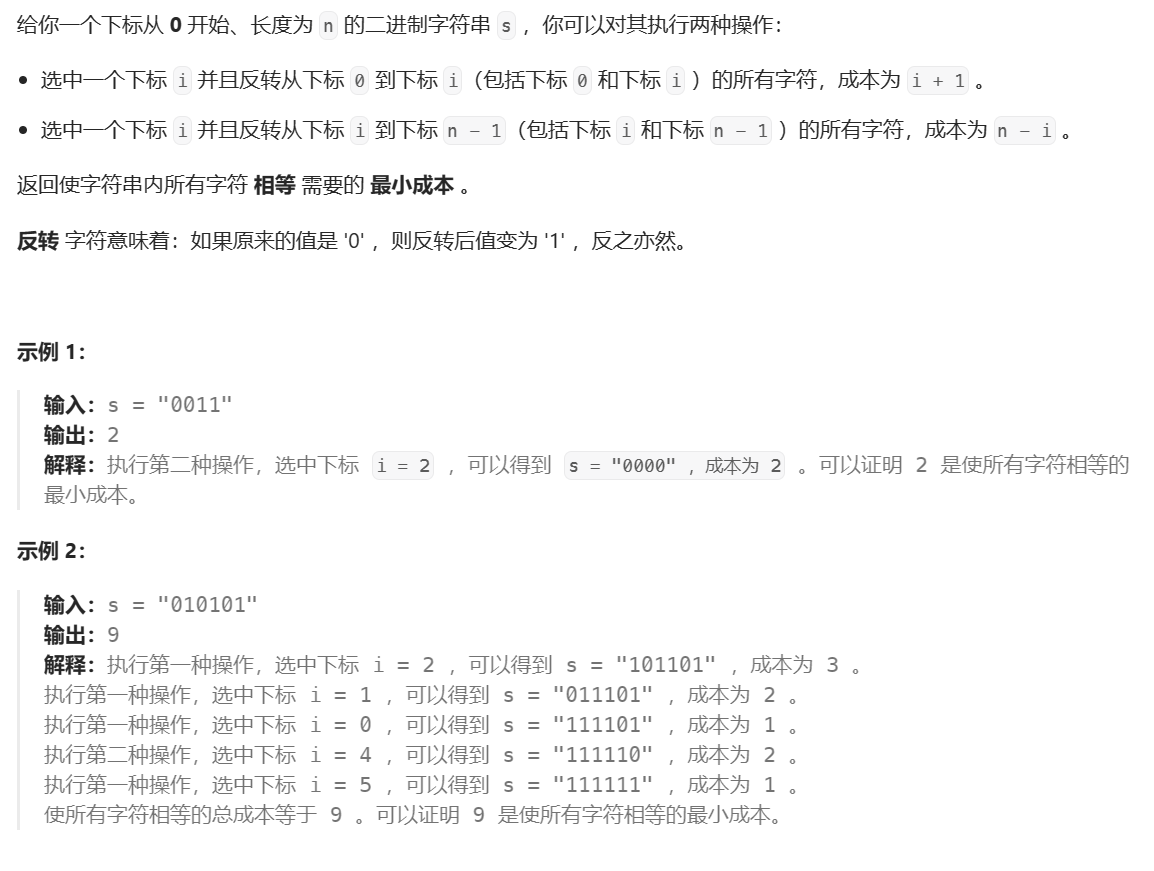 给你一个下标从 0 开始、长度为 n 的二进制字符串 s ，你可以对其执行两种操作：
• 选中一个下标 i 并且反转从下标 0 到下标 i（包括下标 0 和下标 i ）的所有字符，成本为 i + 1 。
• 选中一个下标 i 并且反转从下标 i 到下标 n - 1（包括下标 i 和下标 n - 1 ）的所有字符，成本为 n - i 。
返回使字符串内所有字符 相等 需要的 最小成本 。
反转 字符意味着：如果原来的值是 '0' ，则反转后值变为 '1' ，反之亦然。
示例 1：
输入：s = "0011"
输出：2
解释：执行第二种操作，选中下标 i = 2 ，可以得到 s = "0000" ，成本为 2 。可以证明 2 是使所有字符相等的
最小成本。
示例 2：
输入：s = "010101"
输出：9
解释：执行第一种操作，选中下标 i = 2 ，可以得到 s = "101101" ，成本为 3 。
执行第一种操作，选中下标 i = 1 ，可以得到 s = "011101" ，成本为 2 。
执行第一种操作，选中下标 i = 0 ，可以得到 s = "111101" ，成本为 1 。
执行第二种操作，选中下标 i = 4 ，可以得到 s = "111110" ，成本为 2 。
执行第一种操作，选中下标 i = 5 ，可以得到 s = "111111" ，成本为 1 。
使所有字符相等的总成本等于 9 。可以证明 9 是使所有字符相等的最小成本。